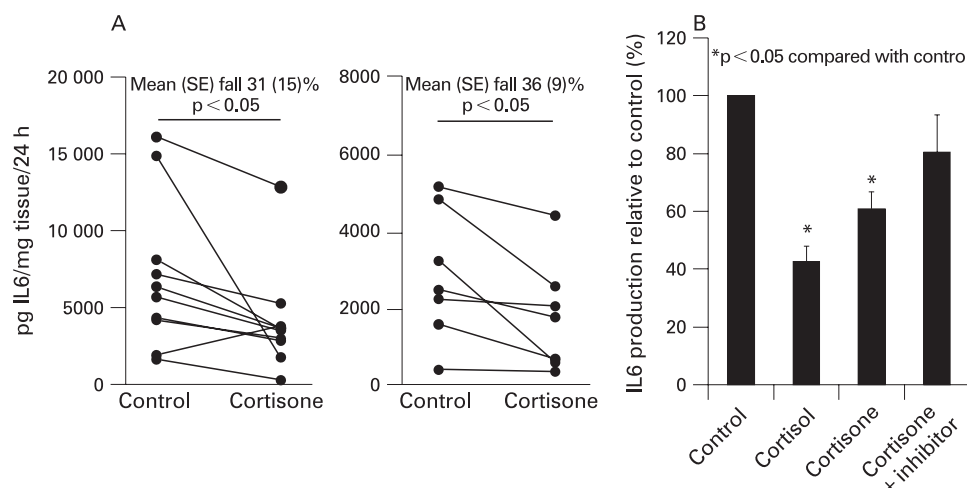 A
pg IL6/mg tissue/24 h
20 000
15 000
10 000
5000
0
Mean (SE) fall 31 (15)%
p < 0.05
Control
Cortisone
8000
6000
4000
2000
0
Mean (SE) fall 36 (9)%
p < 0.05
Control
Cortisone
B
IL6 production relative to control (%)
120
100
80
60
40
20
0
*p < 0.05 compared with contro
*
*
Control
Cortisol
Cortisone
Cortisone
+ inhibitor